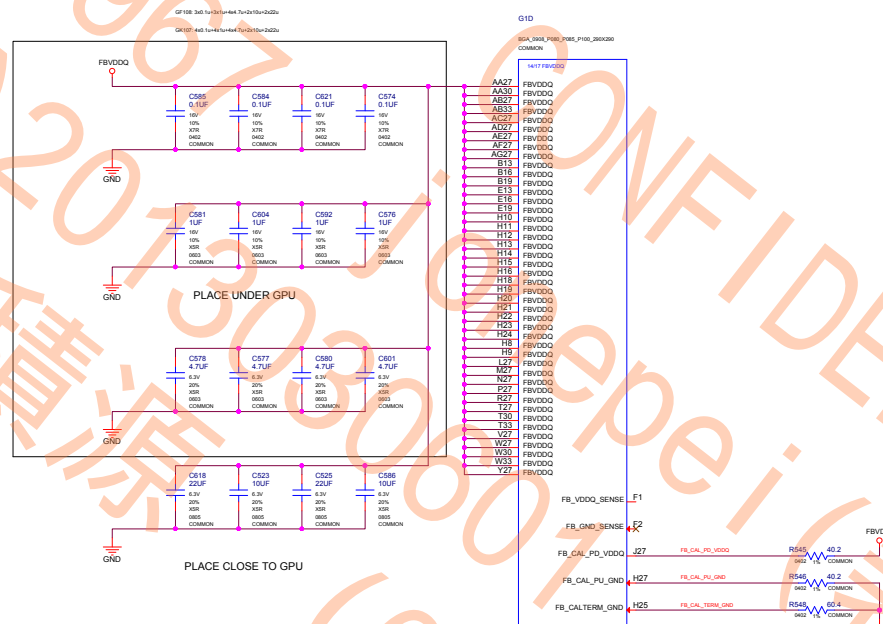 GF108: 3x0.1u+3x1u+4x4.7u+2x10u+2x22u
GK107: 4x0.1u+4x1u+4x4.7u+2x10u+2x22u
G1D
BGA_0908_P080_P085_P100_290X290
COMMON
14/17 FBVDDQ
FBVDDQ
C585 C584 C621 C574
0.1UF 0.1UF 0.1UF 0.1UF
16V 16V 16V 16V
10% 10% 10% 10%
X7R X7R X7R X7R
0402 0402 0402 0402
COMMON COMMON COMMON COMMON
GND
C581 C604 C592 C576
1UF 1UF 1UF 1UF
16V 16V 16V 16V
10% 10% 10% 10%
X5R X5R X5R X5R
0603 0603 0603 0603
COMMON COMMON COMMON COMMON
GND
PLACE UNDER GPU
C578 C577 C580 C601
4.7UF 4.7UF 4.7UF 4.7UF
6.3V 6.3V 6.3V 6.3V
20% 20% 20% 20%
X5R X5R X5R X5R
0603 0603 0603 0603
COMMON COMMON COMMON COMMON
GND
C618 C523 C525 C586
22UF 10UF 22UF 10UF
6.3V 6.3V 6.3V 6.3V
20% 20% 20% 20%
X5R X5R X5R X5R
0805 0805 0805 0805
COMMON COMMON COMMON COMMON
GND
PLACE CLOSE TO GPU
AA27 FBVDDQ
AA30 FBVDDQ
AB27 FBVDDQ
AB33 FBVDDQ
AC27 FBVDDQ
AD27 FBVDDQ
AE27 FBVDDQ
AF27 FBVDDQ
AG27 FBVDDQ
B13 FBVDDQ
B16 FBVDDQ
B19 FBVDDQ
E13 FBVDDQ
E16 FBVDDQ
E19 FBVDDQ
H10 FBVDDQ
H11 FBVDDQ
H12 FBVDDQ
H13 FBVDDQ
H14 FBVDDQ
H15 FBVDDQ
H16 FBVDDQ
H18 FBVDDQ
H19 FBVDDQ
H20 FBVDDQ
H21 FBVDDQ
H22 FBVDDQ
H23 FBVDDQ
H24 FBVDDQ
H8 FBVDDQ
H9 FBVDDQ
L27 FBVDDQ
M27 FBVDDQ
N27 FBVDDQ
P27 FBVDDQ
R27 FBVDDQ
T27 FBVDDQ
T30 FBVDDQ
T33 FBVDDQ
V27 FBVDDQ
W27 FBVDDQ
W30 FBVDDQ
W33 FBVDDQ
Y27 FBVDDQ
FB_VDDQ_SENSE F1
FB_GND_SENSE F2
FBVD
FB_CAL_PD_VDDQ J27 FB_CAL_PD_VDDQ R545 40.2
0402 1% COMMON
FB_CAL_PU_GND H27 FB_CAL_PU_GND R546 40.2
0402 1% COMMON
FB_CALTERM_GND H25 FB_CAL_TERM_GND R548 60.4
0402 1% COMMON
CONFIDE